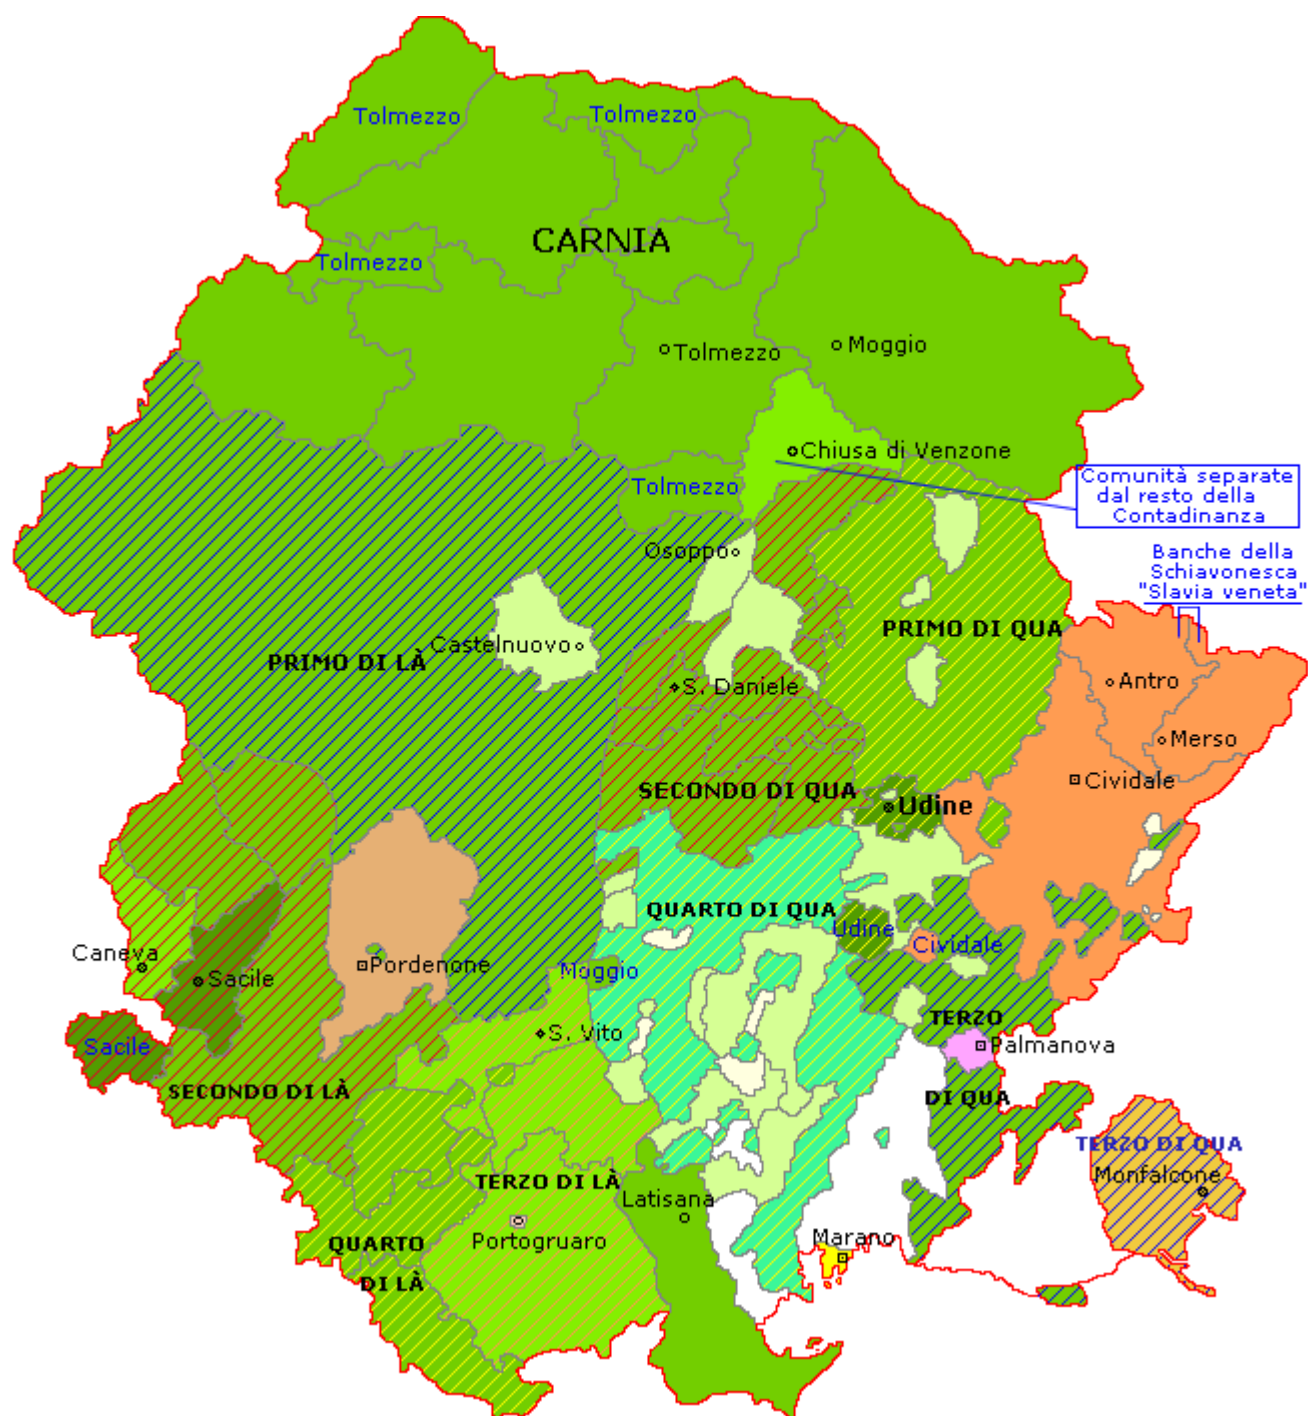 Tolmezzo
Tolmezzo
CARNIA
Tolmezzo
Moggio
Tolmezzo
Chiusa di Venzone
Tolmezzo
Comunità separate
dal resto della
Contadinanza
Osoppo
Banche della
Schiavonesca
"Slavia veneta"
PRIMO DI QUA
Castelnuovo
PRIMO DI LÀ
S. Daniele
Antro
Merso
Cividale
SECONDO DI QUA
Udine
QUARTO DI QUA
Udine
Cividale
Caneva
Pordenone
Moggio
Sacile
TERZO
S. Vito
Palmanova
Sacile
SECONDO DI LÀ
DI QUA
TERZO DI QUA
Monfalcone
TERZO DI LÀ
Latisana
Marano
Portogruaro
QUARTO
DI LÀ